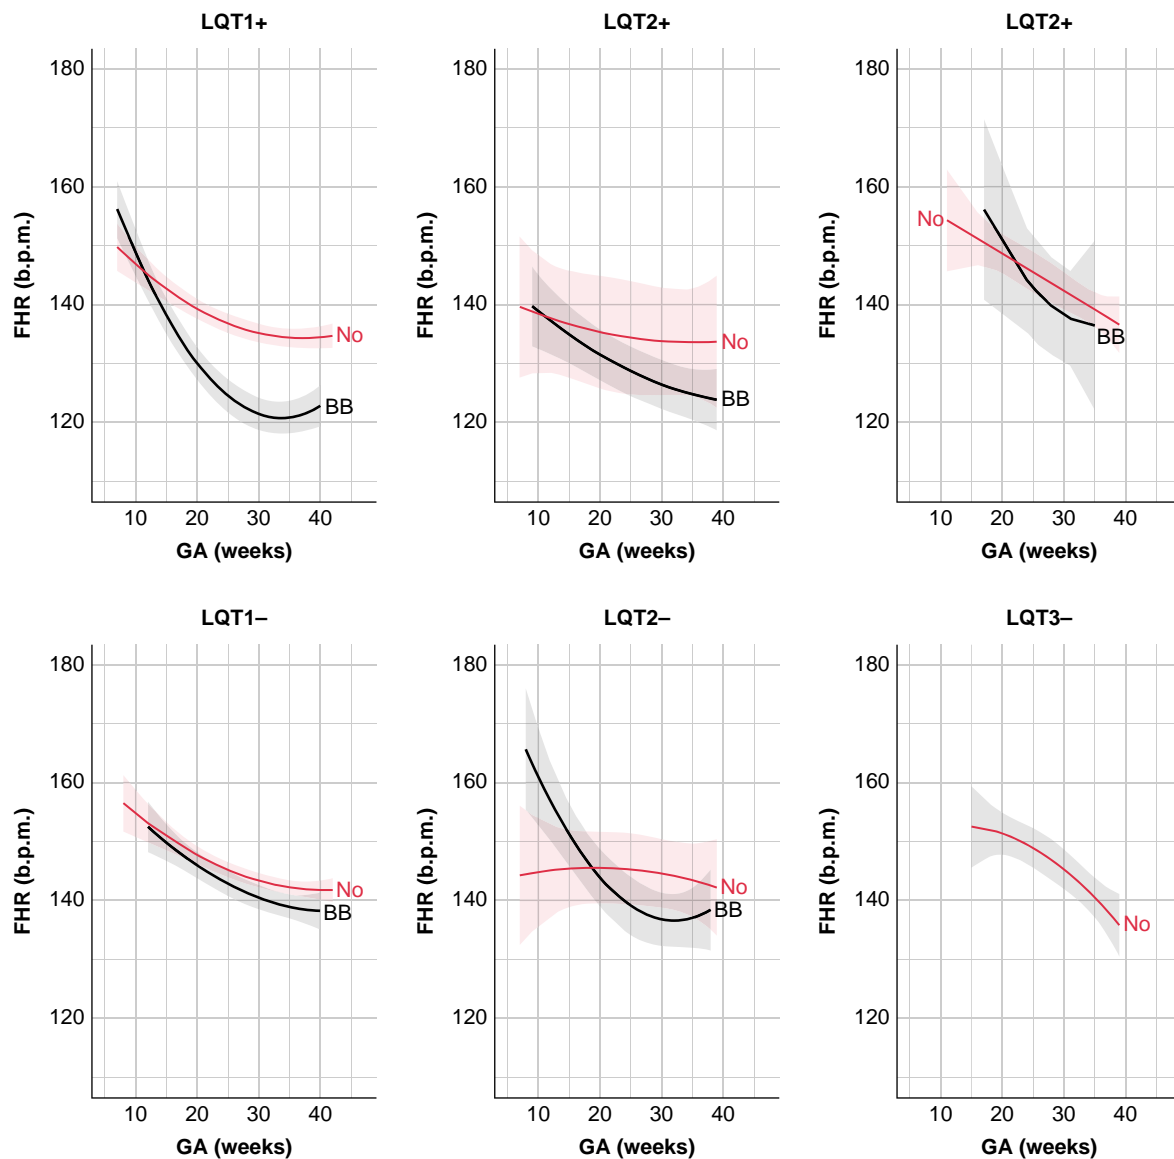 LQT1+
LQT2+
LQT2+
180
160
140
120
FHR (b.p.m.)
No
BB
10 20 30 40
GA (weeks)
180
160
140
120
FHR (b.p.m.)
No
BB
10 20 30 40
GA (weeks)
180
160
140
120
FHR (b.p.m.)
No
BB
10 20 30 40
GA (weeks)
LQT1–
LQT2–
LQT3–
180
160
140
120
FHR (b.p.m.)
No
BB
10 20 30 40
GA (weeks)
180
160
140
120
FHR (b.p.m.)
No
BB
10 20 30 40
GA (weeks)
180
160
140
120
FHR (b.p.m.)
No
10 20 30 40
GA (weeks)